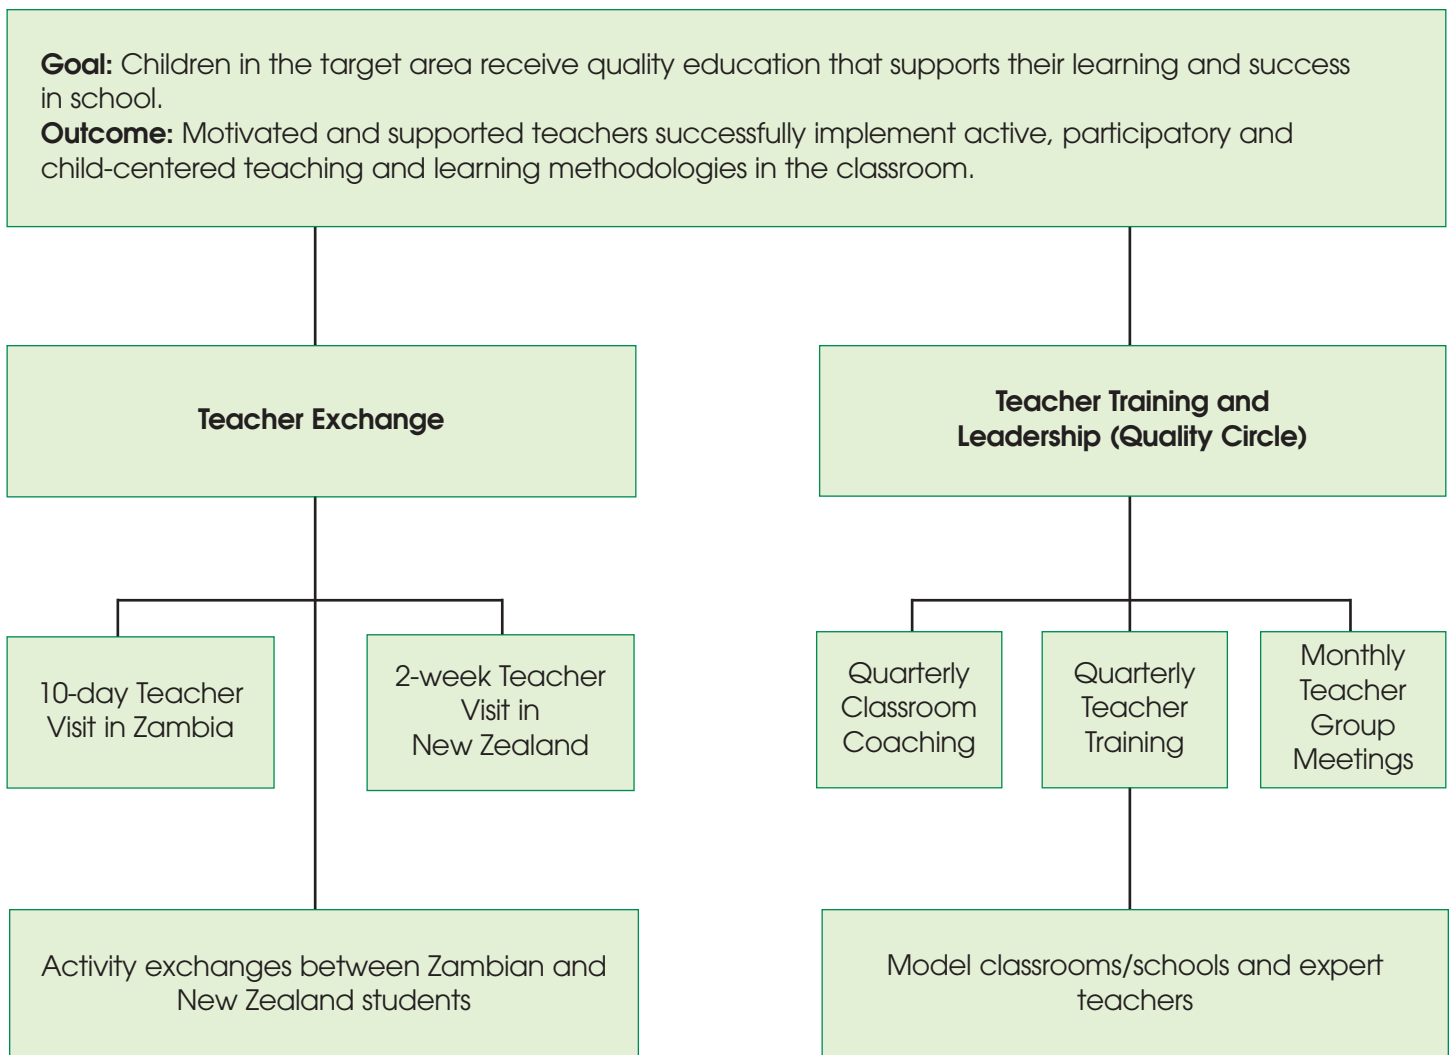 Goal: Children in the target area receive quality education that supports their learning and success
in school.
Outcome: Motivated and supported teachers successfully implement active, participatory and
child-centered teaching and learning methodologies in the classroom.
Teacher Exchange
Teacher Training and
Leadership (Quality Circle)
10-day Teacher
Visit in Zambia
2-week Teacher
Visit in
New Zealand
Quarterly
Classroom
Coaching
Quarterly
Teacher
Training
Monthly
Teacher
Group
Meetings
Activity exchanges between Zambian and
New Zealand students
Model classrooms/schools and expert
teachers